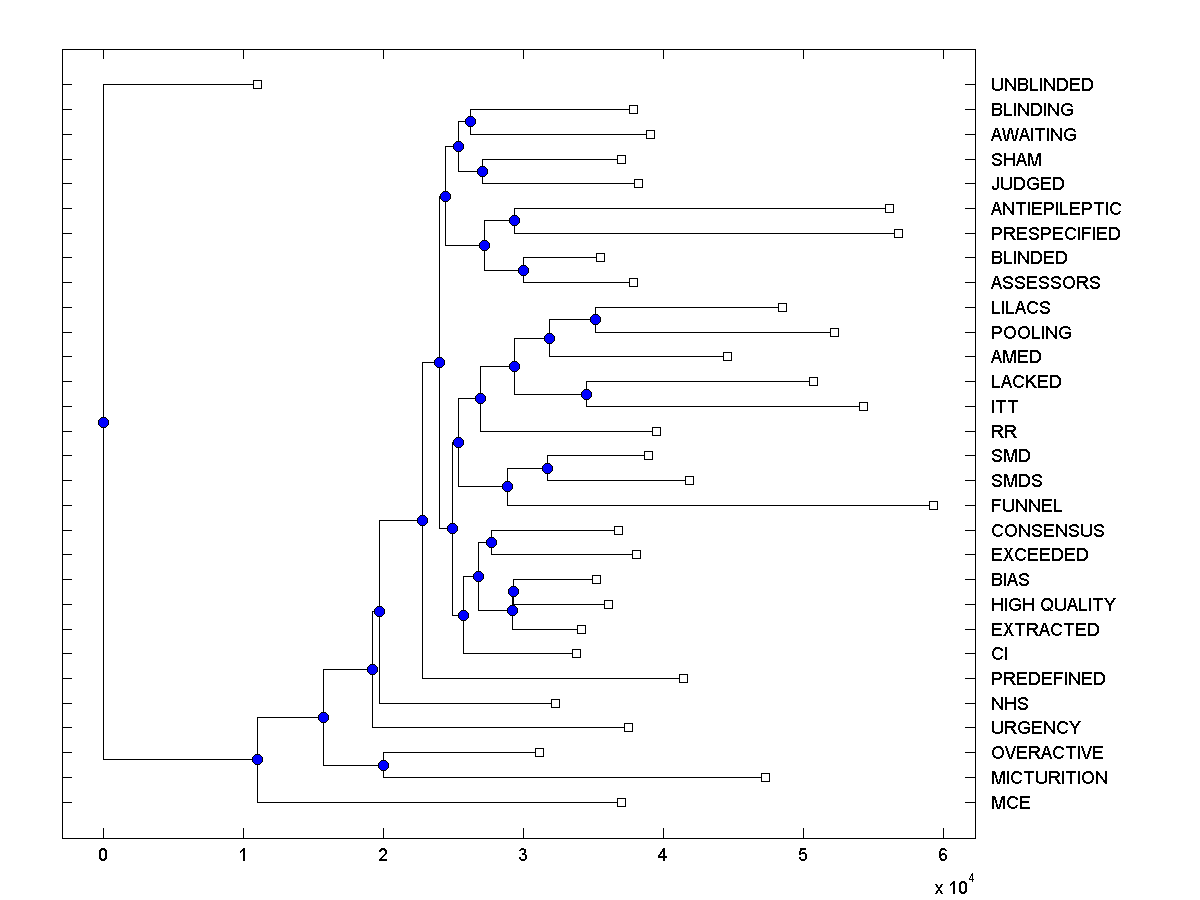 UNBLINDED
BLINDING
AWAITING
SHAM
JUDGED
ANTIEPILEPTIC
PRESPECIFIED
BLINDED
ASSESSORS
LILACS
POOLING
AMED
LACKED
ITT
RR
SMD
SMDS
FUNNEL
CONSENSUS
EXCEEDED
BIAS
HIGH QUALITY
EXTRACTED
CI
PREDEFINED
NHS
URGENCY
OVERACTIVE
MICTURITION
MCE
0 1 2 3 4 5 6
x 10^4